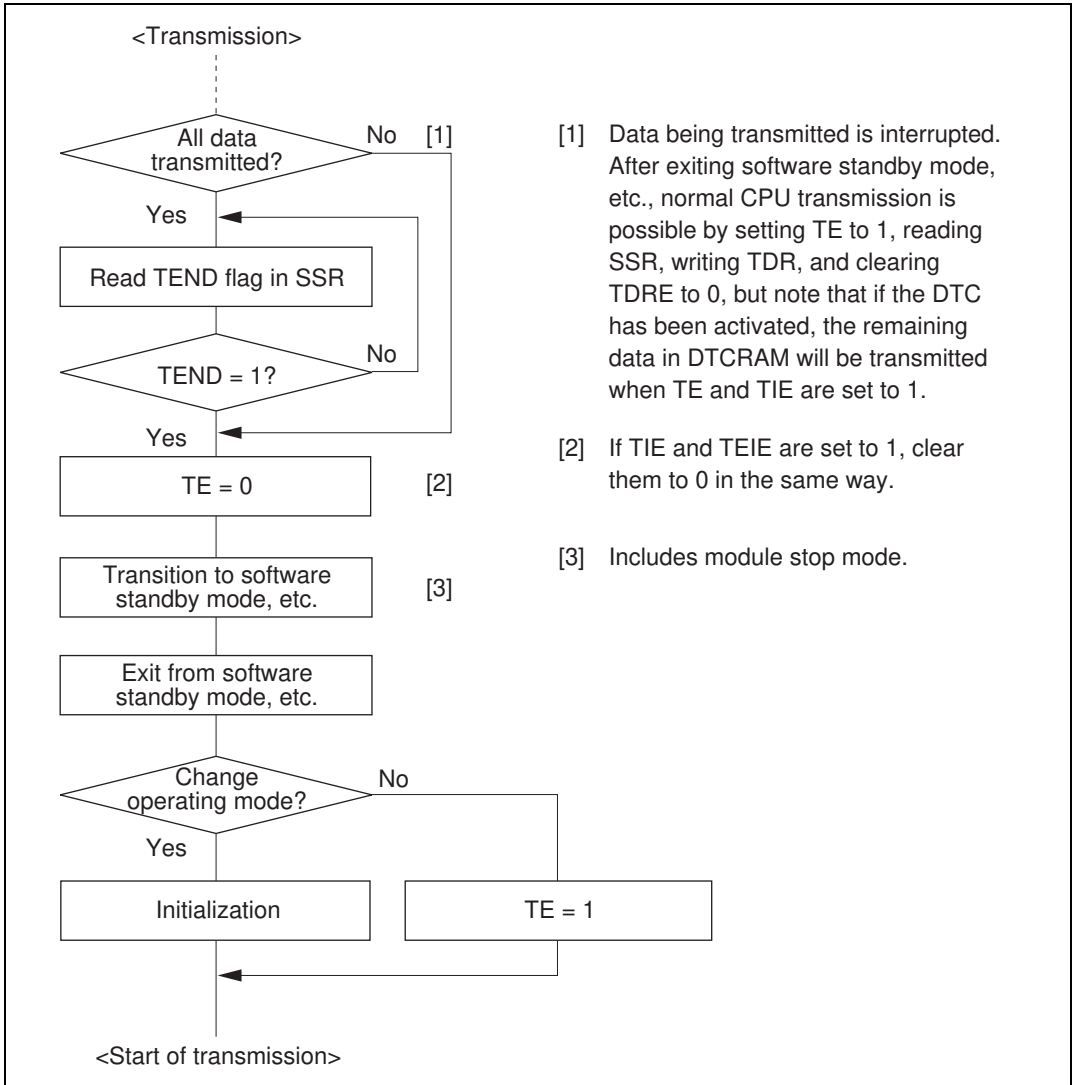 <Transmission>
All data
transmitted?
No
[1]
Yes
Read TEND flag in SSR
TEND = 1?
No
Yes
TE = 0
[2]
Transition to software
standby mode, etc.
[3]
Exit from software
standby mode, etc.
Change
operating mode?
No
Yes
Initialization
TE = 1
<Start of transmission>
[1] Data being transmitted is interrupted.
After exiting software standby mode,
etc., normal CPU transmission is
possible by setting TE to 1, reading
SSR, writing TDR, and clearing
TDRE to 0, but note that if the DTC
has been activated, the remaining
data in DTCRAM will be transmitted
when TE and TIE are set to 1.
[2] If TIE and TEIE are set to 1, clear
them to 0 in the same way.
[3] Includes module stop mode.